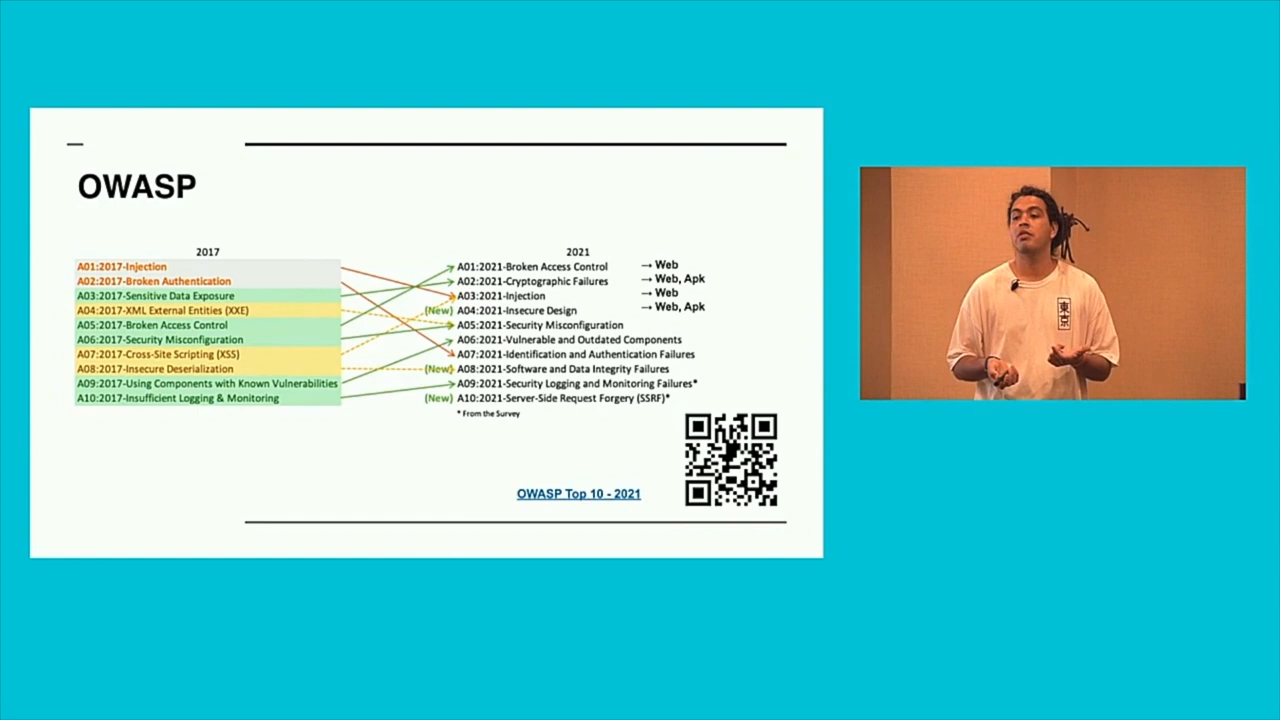 OWASP
2017
A01:2017-Injection
A02:2017-Broken Authentication
A03:2017-Sensitive Data Exposure
A04:2017-XML External Entities (XXE)
A05:2017-Broken Access Control
A06:2017-Security Misconfiguration
A07:2017-Cross-Site Scripting (XSS)
A08:2017-Insecure Deserialization
A09:2017-Using Components with Known Vulnerabilities
A10:2017-Insufficient Logging & Monitoring
2021
A01:2021-Broken Access Control → Web
A02:2021-Cryptographic Failures → Web, Apk
A03:2021-Injection → Web
(New) A04:2021-Insecure Design → Web, Apk
A05:2021-Security Misconfiguration
A06:2021-Vulnerable and Outdated Components
A07:2021-Identification and Authentication Failures
(New) A08:2021-Software and Data Integrity Failures
A09:2021-Security Logging and Monitoring Failures*
(New) A10:2021-Server-Side Request Forgery (SSRF)*
* From the Survey
OWASP Top 10 - 2021
東京